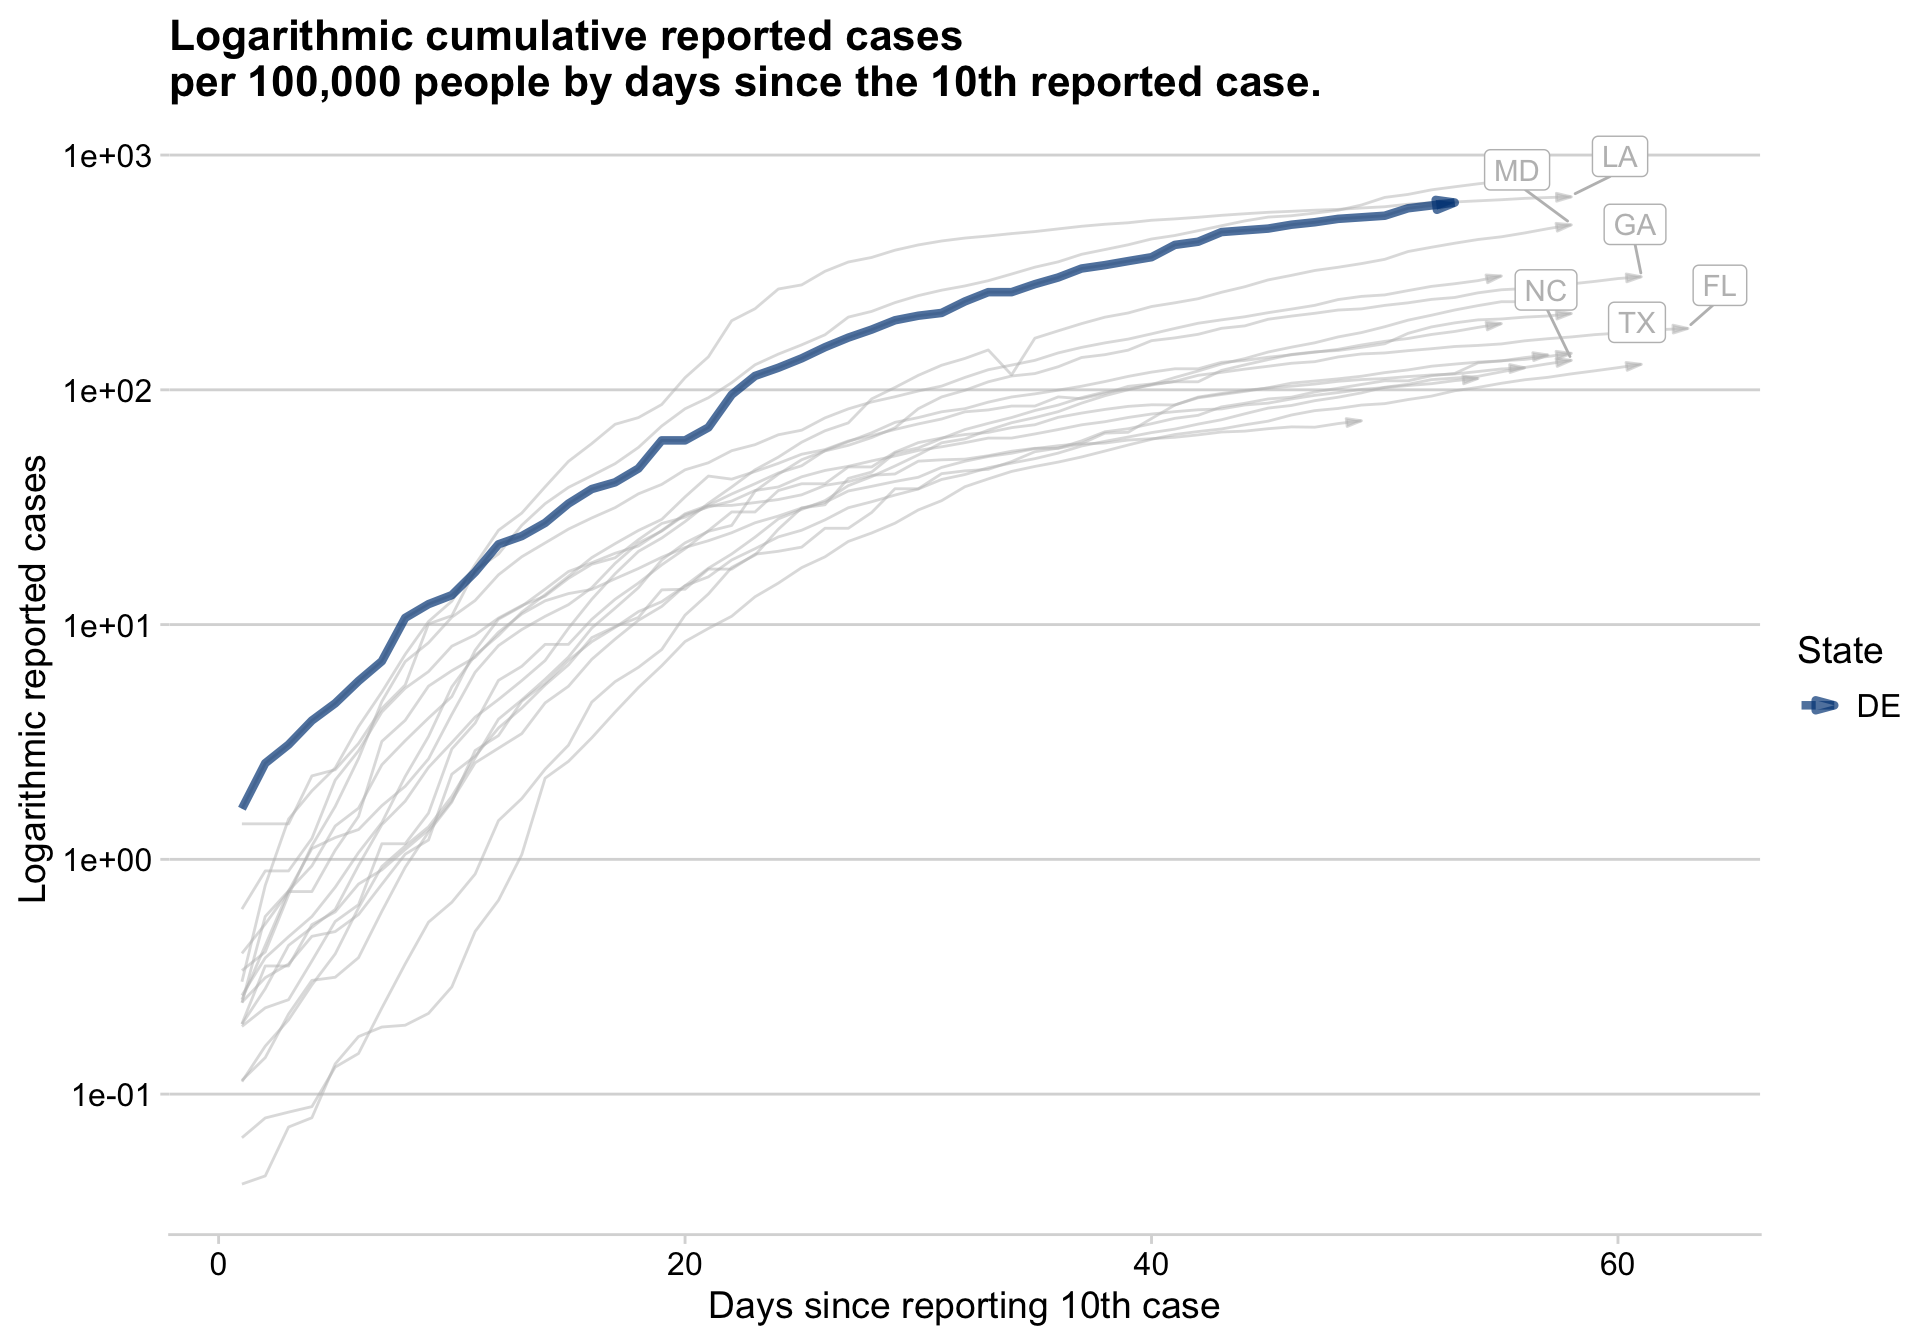 Logarithmic cumulative reported cases
per 100,000 people by days since the 10th reported case.
1e+03
1e+02
1e+01
1e+00
1e-01
Logarithmic reported cases
LA
MD
GA
FL
NC
TX
State
DE
0 20 40 60
Days since reporting 10th case